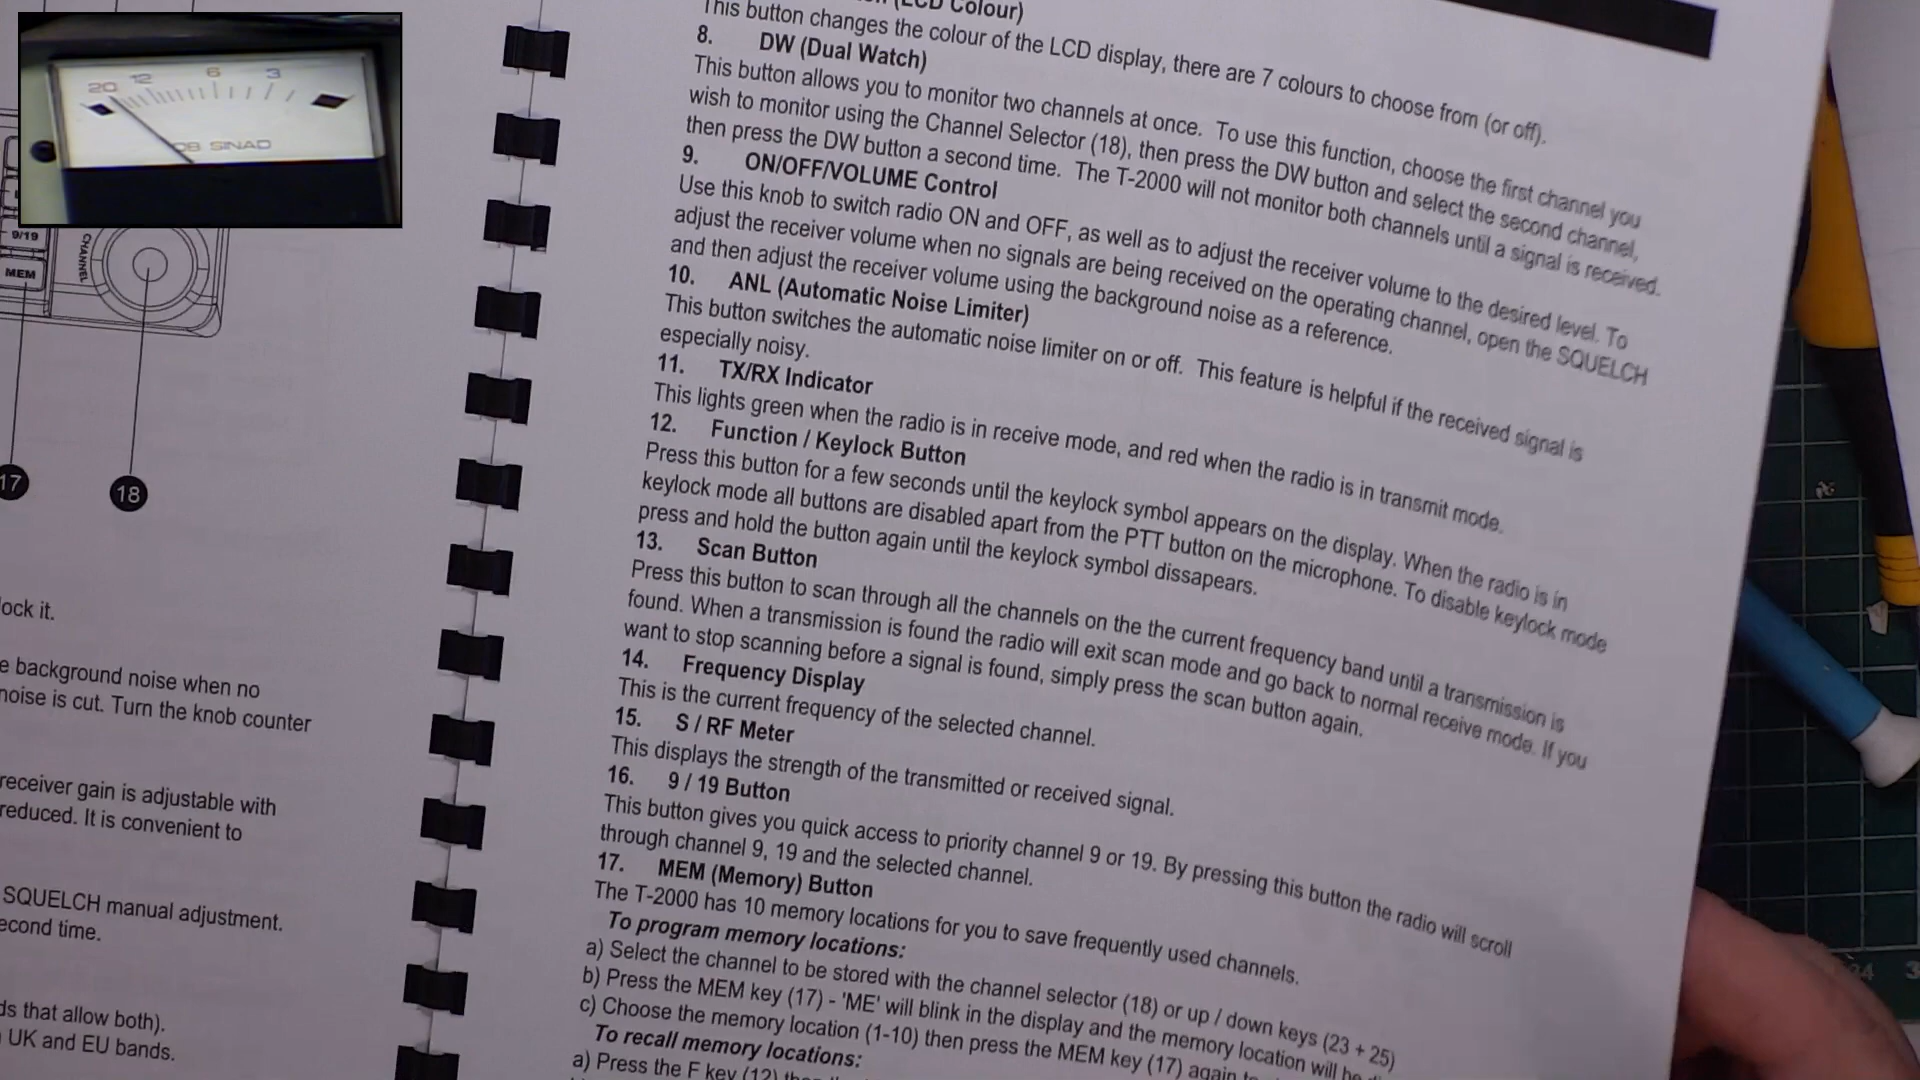 20 12 6 3
DB SINAD
9/19
MEM
CHANNEL
17
18
lock it.
e background noise when no
noise is cut. Turn the knob counter
receiver gain is adjustable with
reduced. It is convenient to
SQUELCH manual adjustment.
econd time.
ds that allow both).
UK and EU bands.
(LCD Colour)
This button changes the colour of the LCD display, there are 7 colours to choose from (or off).
8. DW (Dual Watch)
This button allows you to monitor two channels at once. To use this function, choose the first channel you
wish to monitor using the Channel Selector (18), then press the DW button and select the second channel,
then press the DW button a second time. The T-2000 will not monitor both channels until a signal is received.
9. ON/OFF/VOLUME Control
Use this knob to switch radio ON and OFF, as well as to adjust the receiver volume to the desired level. To
adjust the receiver volume when no signals are being received on the operating channel, open the SQUELCH
and then adjust the receiver volume using the background noise as a reference.
10. ANL (Automatic Noise Limiter)
This button switches the automatic noise limiter on or off. This feature is helpful if the received signal is
especially noisy.
11. TX/RX Indicator
This lights green when the radio is in receive mode, and red when the radio is in transmit mode.
12. Function / Keylock Button
Press this button for a few seconds until the keylock symbol appears on the display. When the radio is in
keylock mode all buttons are disabled apart from the PTT button on the microphone. To disable keylock mode
press and hold the button again until the keylock symbol dissapears.
13. Scan Button
Press this button to scan through all the channels on the the current frequency band until a transmission is
found. When a transmission is found the radio will exit scan mode and go back to normal receive mode. If you
want to stop scanning before a signal is found, simply press the scan button again.
14. Frequency Display
This is the current frequency of the selected channel.
15. S / RF Meter
This displays the strength of the transmitted or received signal.
16. 9 / 19 Button
This button gives you quick access to priority channel 9 or 19. By pressing this button the radio will scroll
through channel 9, 19 and the selected channel.
17. MEM (Memory) Button
The T-2000 has 10 memory locations for you to save frequently used channels.
To program memory locations:
a) Select the channel to be stored with the channel selector (18) or up / down keys (23 + 25)
b) Press the MEM key (17) - 'ME' will blink in the display and the memory location will be
c) Choose the memory location (1-10) then press the MEM key (17) again
To recall memory locations:
a) Press the F key (12)